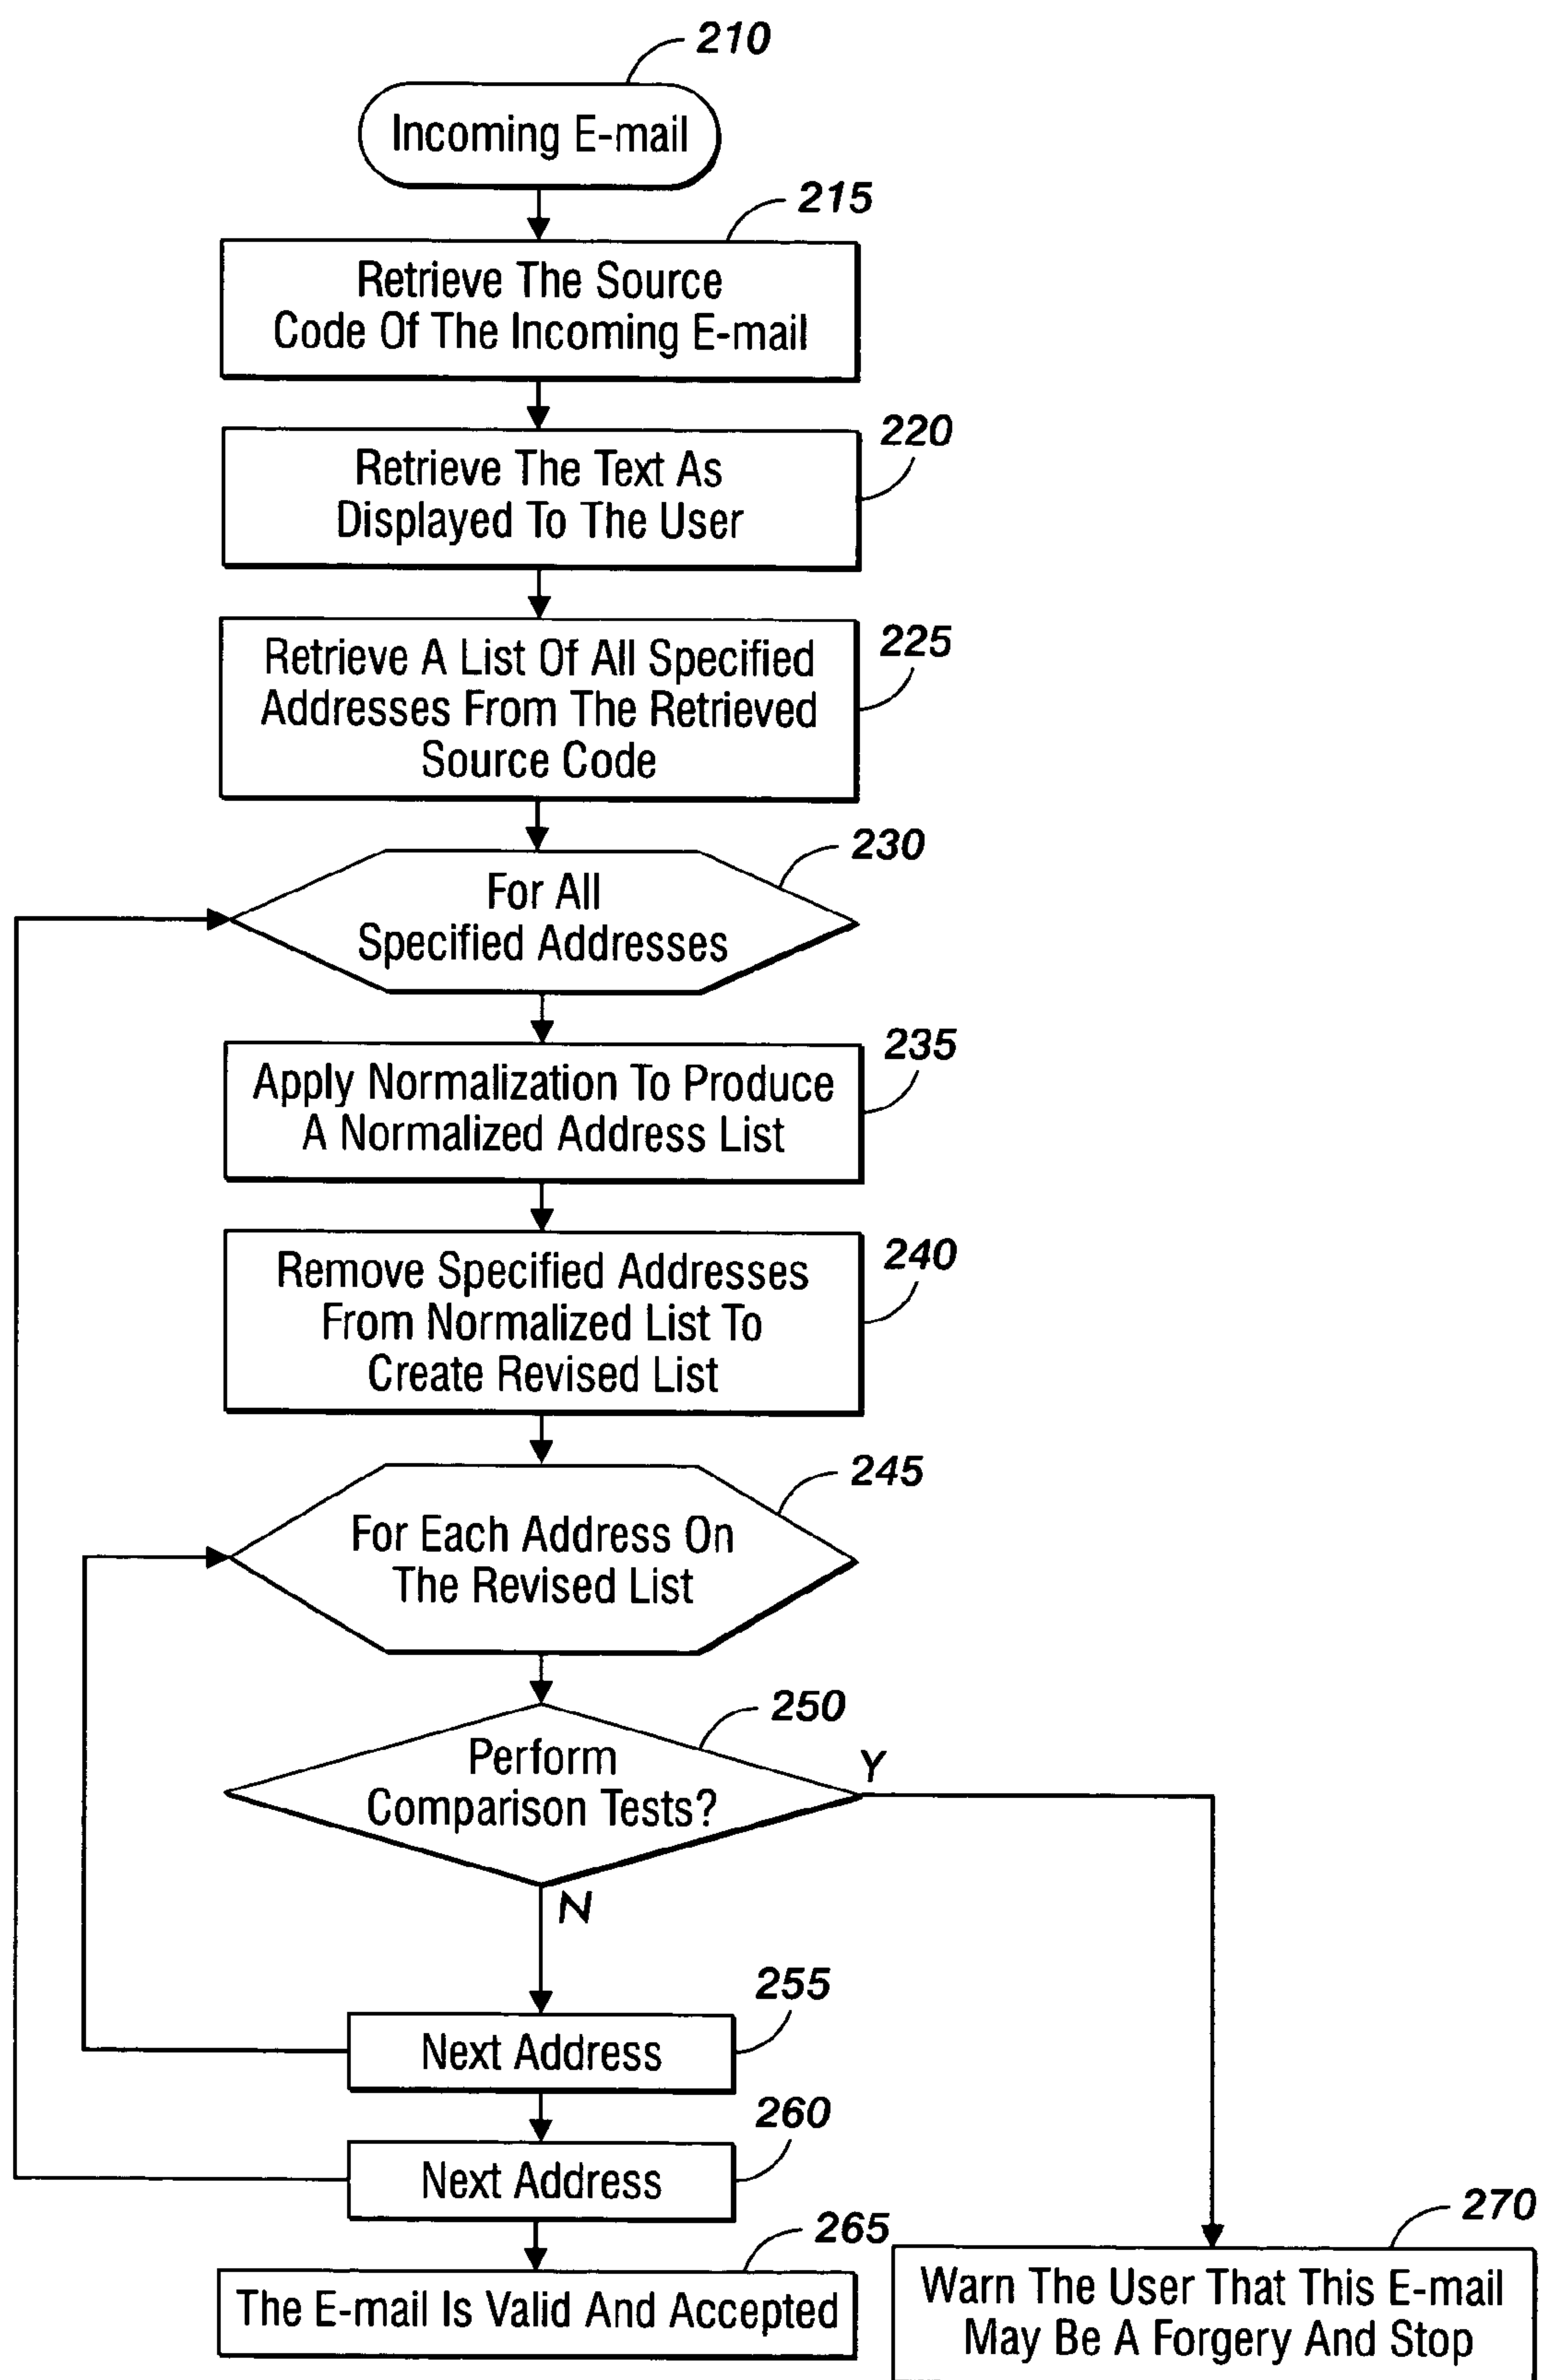 210
Incoming E-mail
215
Retrieve The Source
Code Of The Incoming E-mail
220
Retrieve The Text As
Displayed To The User
225
Retrieve A List Of All Specified
Addresses From The Retrieved
Source Code
230
For All
Specified Addresses
235
Apply Normalization To Produce
A Normalized Address List
240
Remove Specified Addresses
From Normalized List To
Create Revised List
245
For Each Address On
The Revised List
250
Perform
Comparison Tests?
Y
N
255
Next Address
260
Next Address
265
The E-mail Is Valid And Accepted
270
Warn The User That This E-mail
May Be A Forgery And Stop